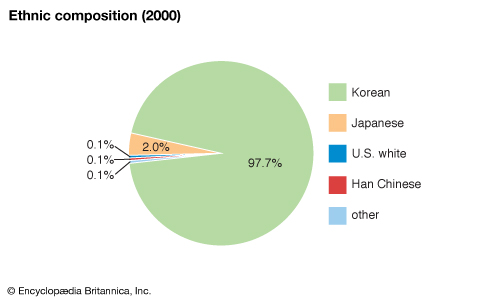 Ethnic composition (2000)
Korean
Japanese
U.S. white
Han Chinese
other
0.1%
0.1%
0.1%
2.0%
97.7%
© Encyclopædia Britannica, Inc.